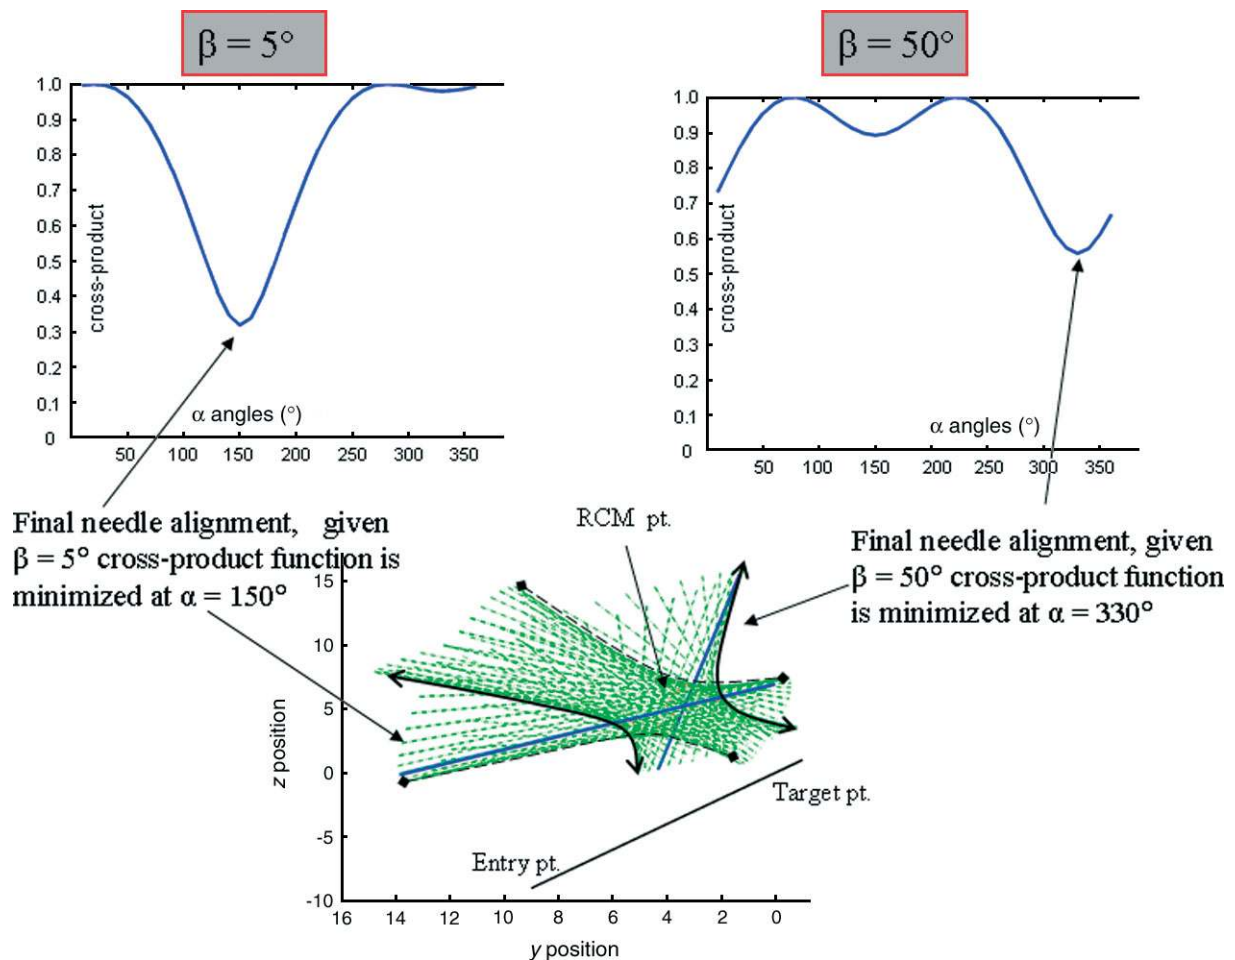 β = 5°
β = 50°
1.0
0.9
0.8
0.7
0.6
0.5
0.4
0.3
0.2
0.1
0
cross-product
α angles (°)
50 100 150 200 250 300 350
1.0
0.9
0.8
0.7
0.6
0.5
0.4
0.3
0.2
0.1
0
cross-product
α angles (°)
50 100 150 200 250 300 350
Final needle alignment, given
β = 5° cross-product function is
minimized at α = 150°
RCM pt.
Final needle alignment, given
β = 50° cross-product function
is minimized at α = 330°
15
10
5
0
-5
-10
z position
Target pt.
Entry pt.
16 14 12 10 8 6 4 2 0
y position